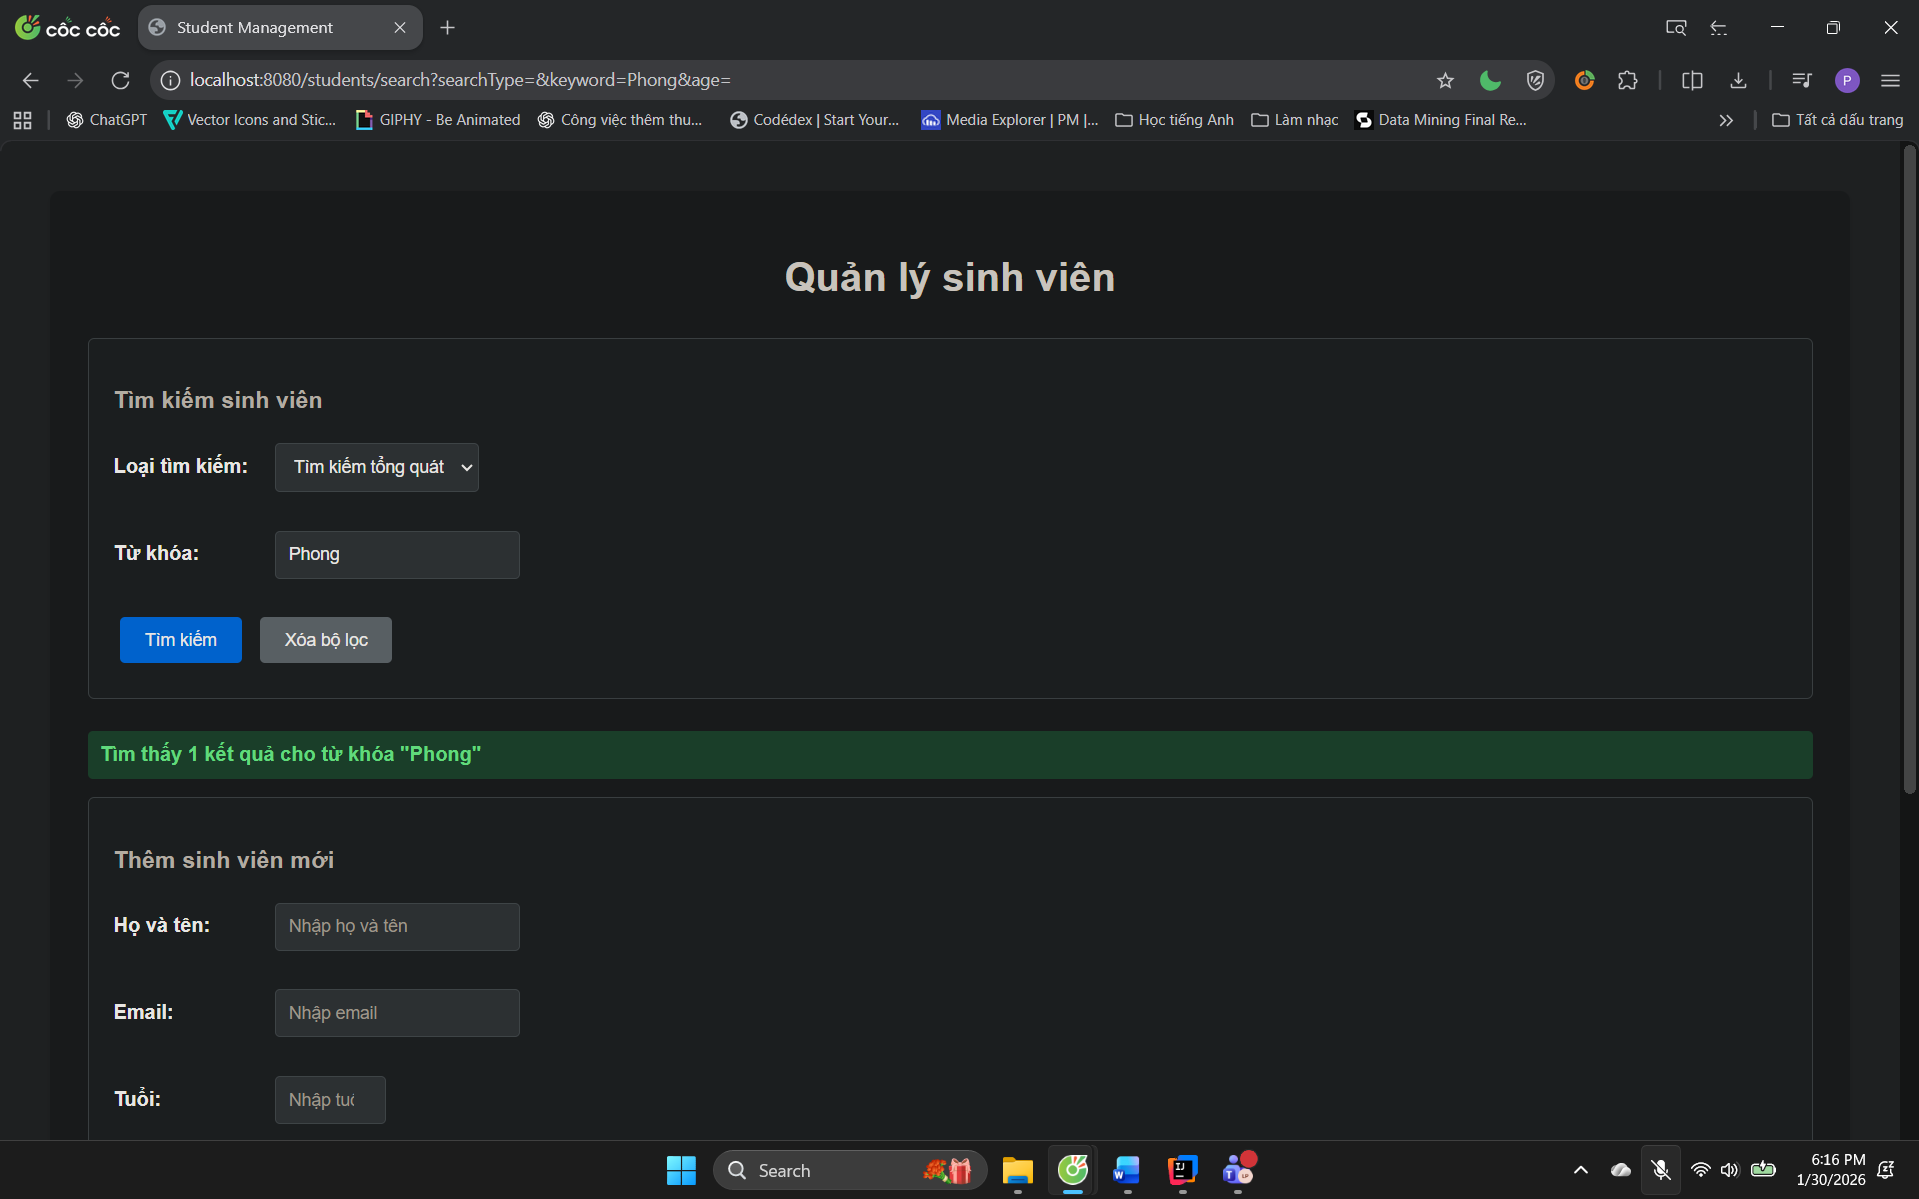 cốc cốc
Student Management
localhost:8080/students/search?searchType=&keyword=Phong&age=
P
ChatGPT
Vector Icons and Stic...
GIPHY - Be Animated
Công việc thêm thu...
Codédex | Start Your...
Media Explorer | PM |...
Học tiếng Anh
Làm nhạc
Data Mining Final Re...
Tất cả dấu trang
Quản lý sinh viên
Tìm kiếm sinh viên
Loại tìm kiếm:
Tìm kiếm tổng quát
Từ khóa:
Phong
Tìm kiếm
Xóa bộ lọc
Tìm thấy 1 kết quả cho từ khóa "Phong"
Thêm sinh viên mới
Họ và tên:
Nhập họ và tên
Email:
Nhập email
Tuổi:
Nhập tuổ
Search
6:16 PM
1/30/2026